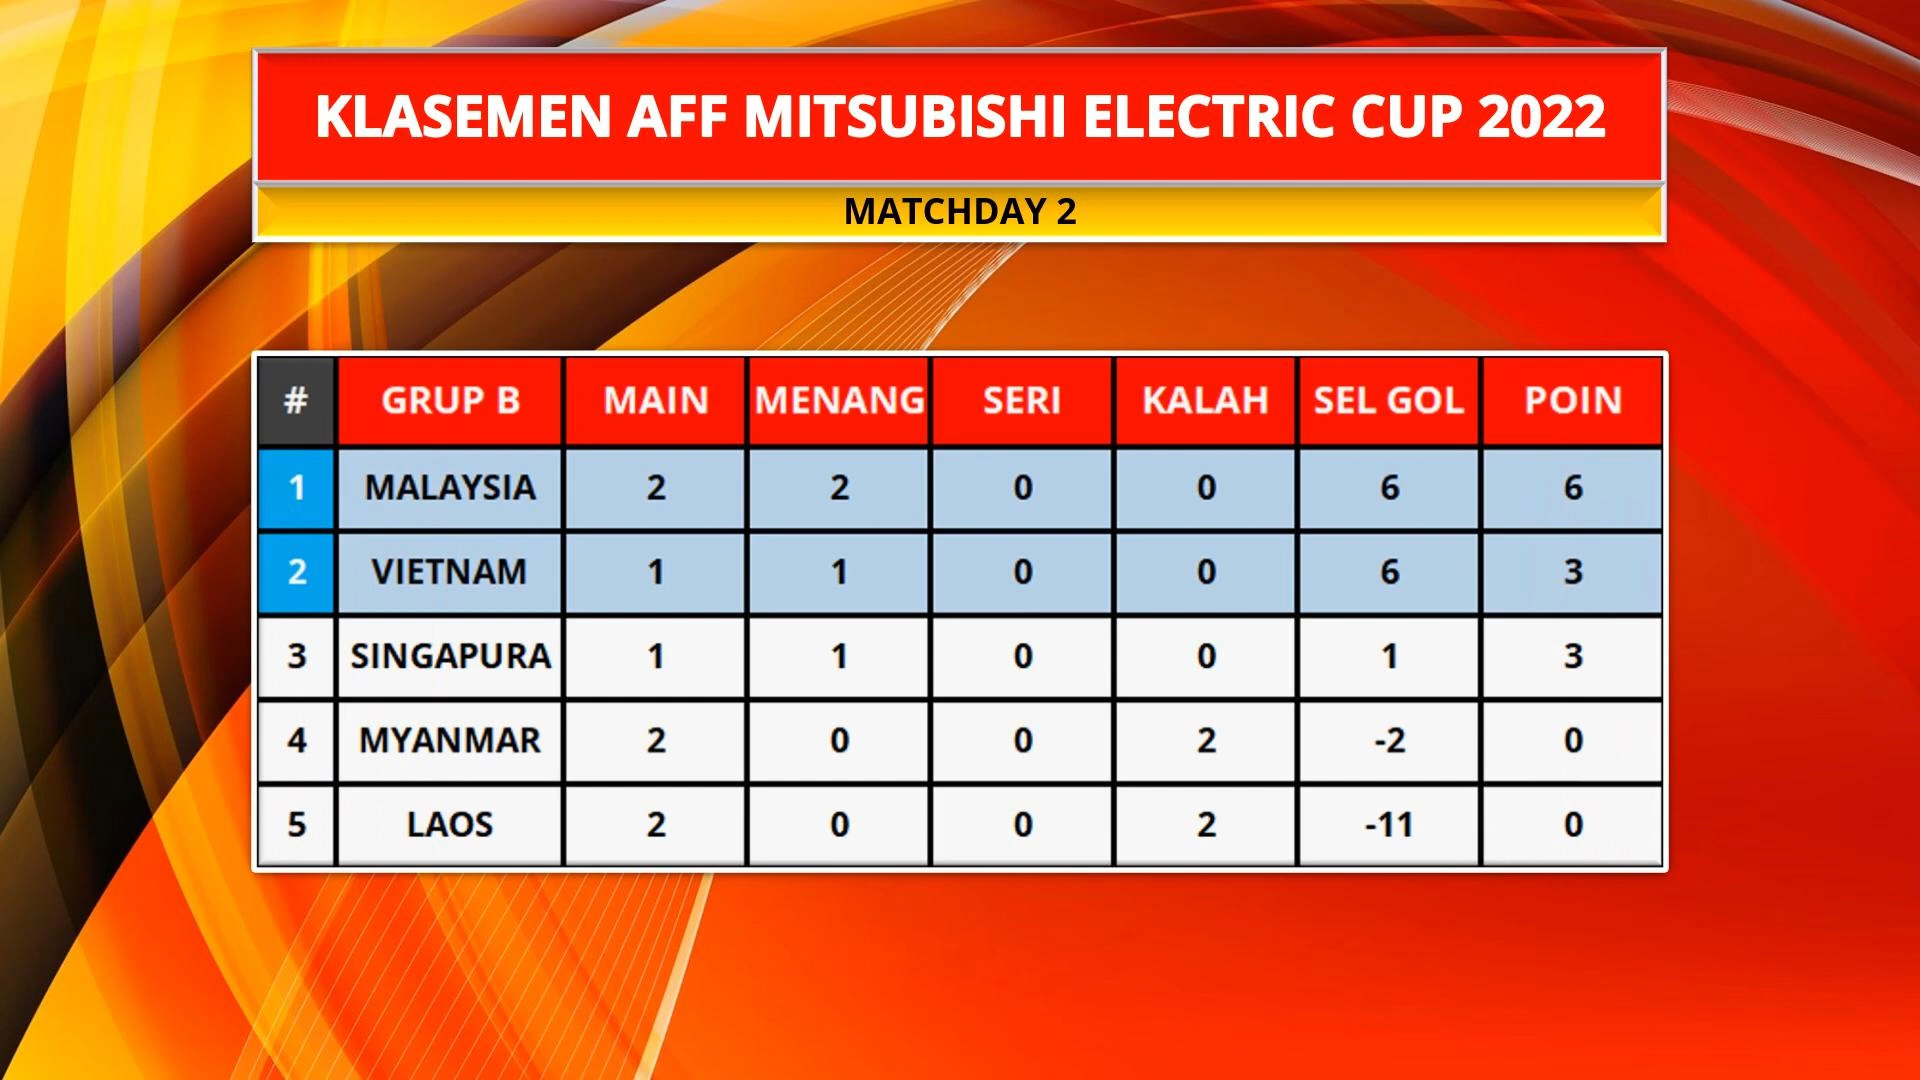 KLASEMEN AFF MITSUBISHI ELECTRIC CUP 2022
MATCHDAY 2
# GRUP B MAIN MENANG SERI KALAH SEL GOL POIN
1 MALAYSIA 2 2 0 0 6 6
2 VIETNAM 1 1 0 0 6 3
3 SINGAPURA 1 1 0 0 1 3
4 MYANMAR 2 0 0 2 -2 0
5 LAOS 2 0 0 2 -11 0